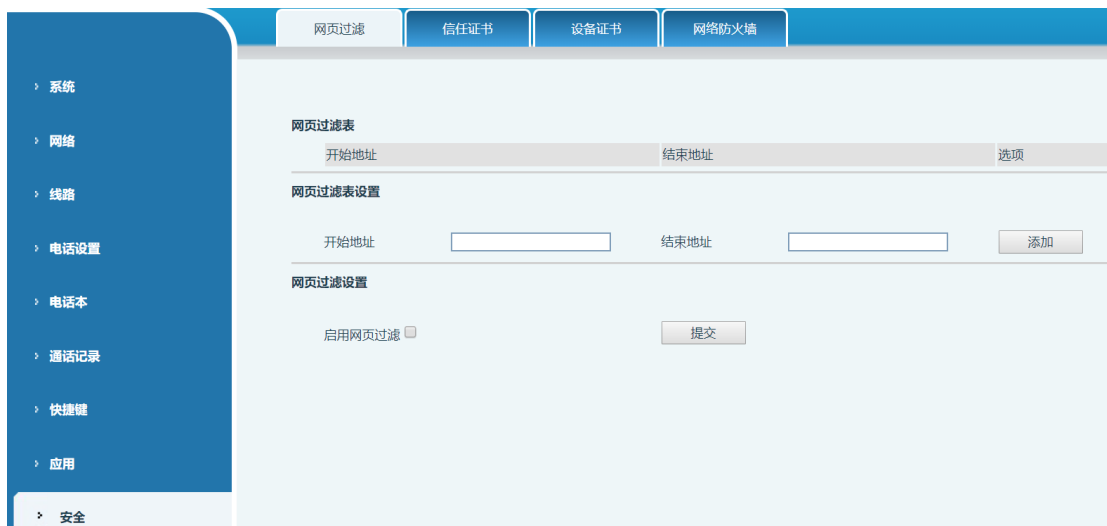 网页过滤 信任证书 设备证书 网络防火墙
系统
网络
线路
电话设置
电话本
通话记录
快捷键
应用
安全
网页过滤表
开始地址 结束地址 选项
网页过滤表设置
开始地址 结束地址 添加
网页过滤设置
启用网页过滤 提交